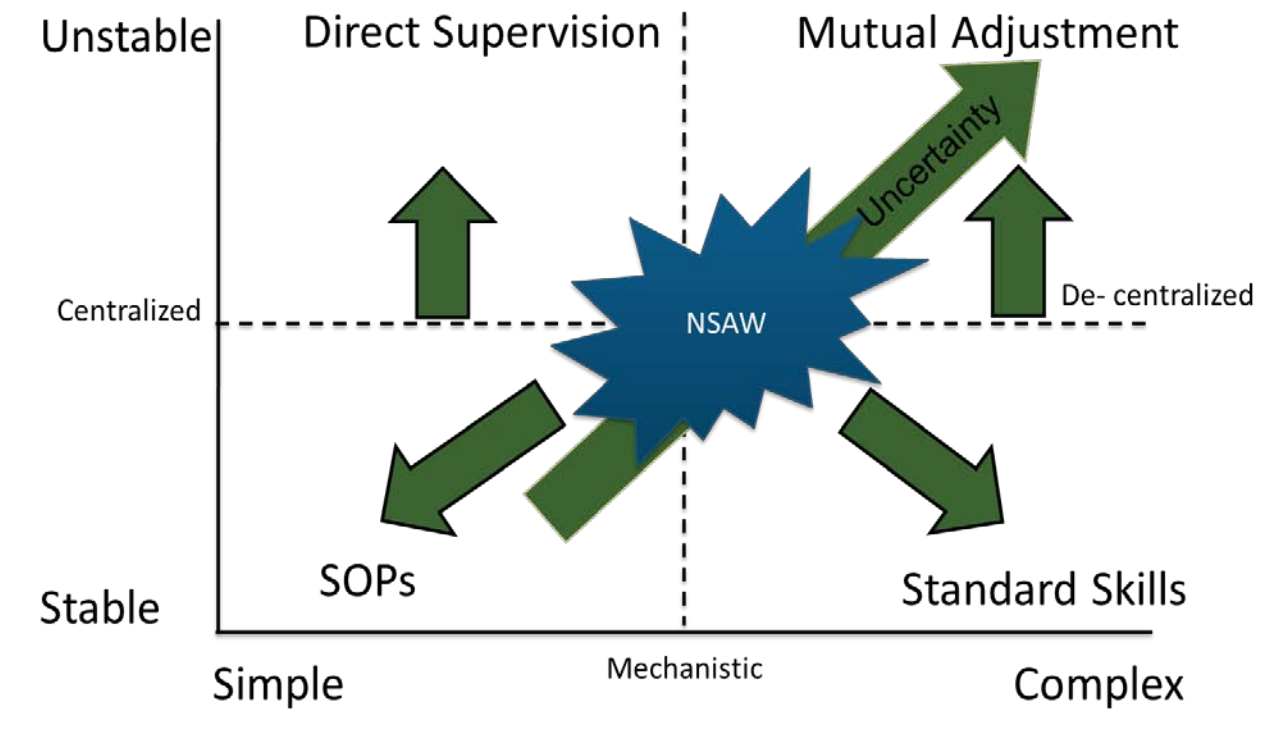 Unstable
Direct Supervision
Mutual Adjustment
Uncertainty
Centralized
NSAW
De- centralized
SOPs
Standard Skills
Stable
Mechanistic
Simple
Complex